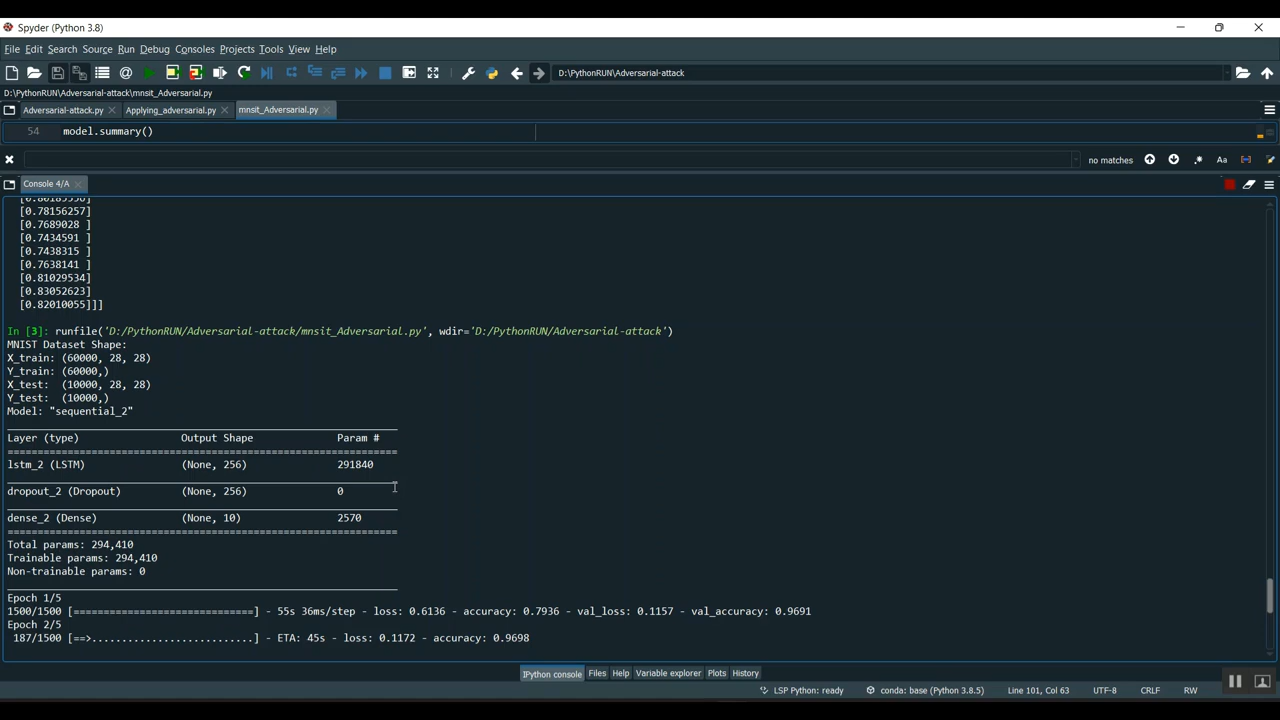 Spyder (Python 3.8)
File Edit Search Source Run Debug Consoles Projects Tools View Help
D:\PythonRUN\Adversarial-attack
D:\PythonRUN\Adversarial-attack\mnsit_Adversarial.py
Adversarial-attack.py Applying_adversarial.py mnsit_Adversarial.py
54 model.summary()
no matches .* Aa
Console 4/A
[0.78156257]
[0.7689028 ]
[0.7434591 ]
[0.7438315 ]
[0.7638141 ]
[0.81029534]
[0.83052623]
[0.82010055]]]
In [3]: runfile('D:/PythonRUN/Adversarial-attack/mnsit_Adversarial.py', wdir='D:/PythonRUN/Adversarial-attack')
MNIST Dataset Shape:
X_train: (60000, 28, 28)
Y_train: (60000,)
X_test:  (10000, 28, 28)
Y_test:  (10000,)
Model: "sequential_2"
Layer (type) Output Shape Param #
lstm_2 (LSTM) (None, 256) 291840
dropout_2 (Dropout) (None, 256) 0
dense_2 (Dense) (None, 10) 2570
Total params: 294,410
Trainable params: 294,410
Non-trainable params: 0
Epoch 1/5
1500/1500 [==============================] - 55s 36ms/step - loss: 0.6136 - accuracy: 0.7936 - val_loss: 0.1157 - val_accuracy: 0.9691
Epoch 2/5
187/1500 [==>...........................] - ETA: 45s - loss: 0.1172 - accuracy: 0.9698
IPython console Files Help Variable explorer Plots History
LSP Python: ready conda: base (Python 3.8.5) Line 101, Col 63 UTF-8 CRLF RW